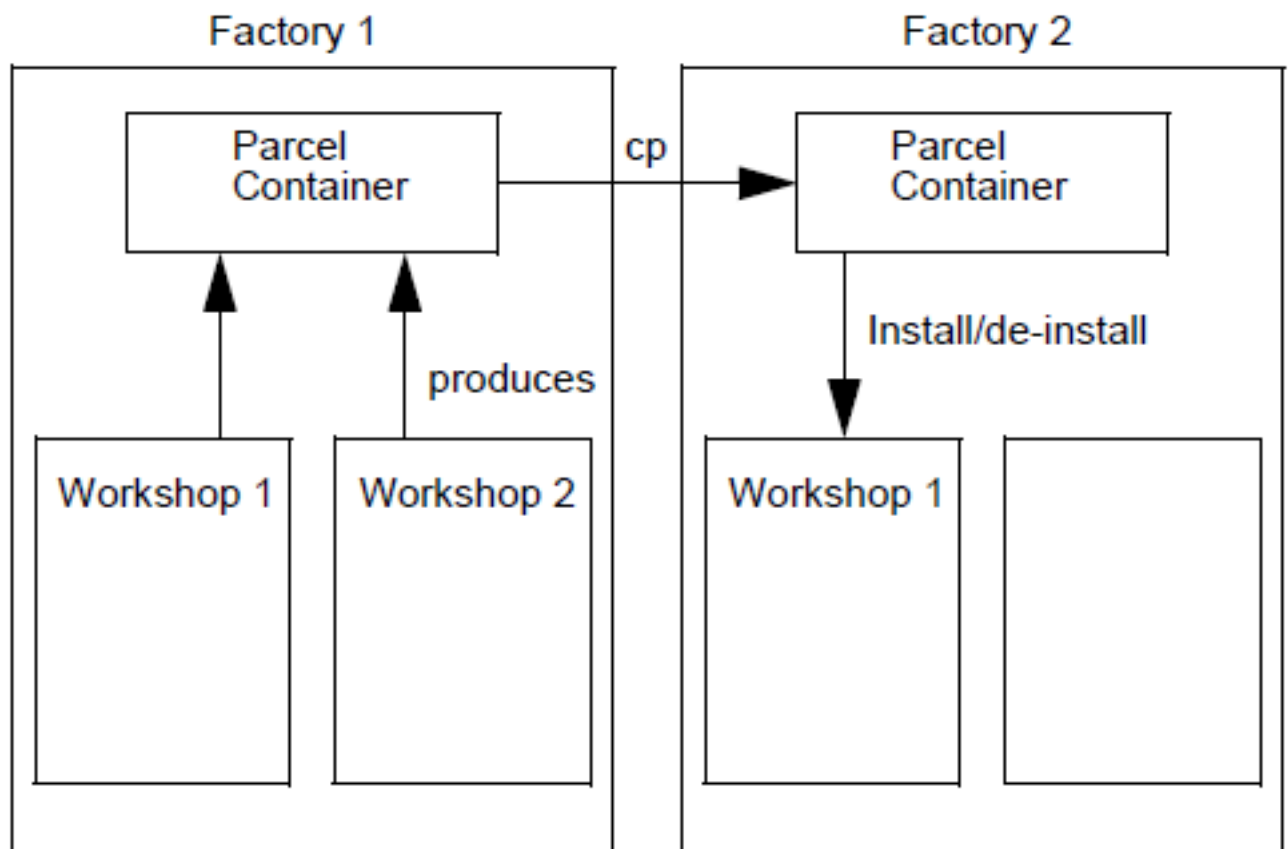 Factory 1
Factory 2
Parcel
Container
cp
Parcel
Container
Install/de-install
produces
Workshop 1
Workshop 2
Workshop 1